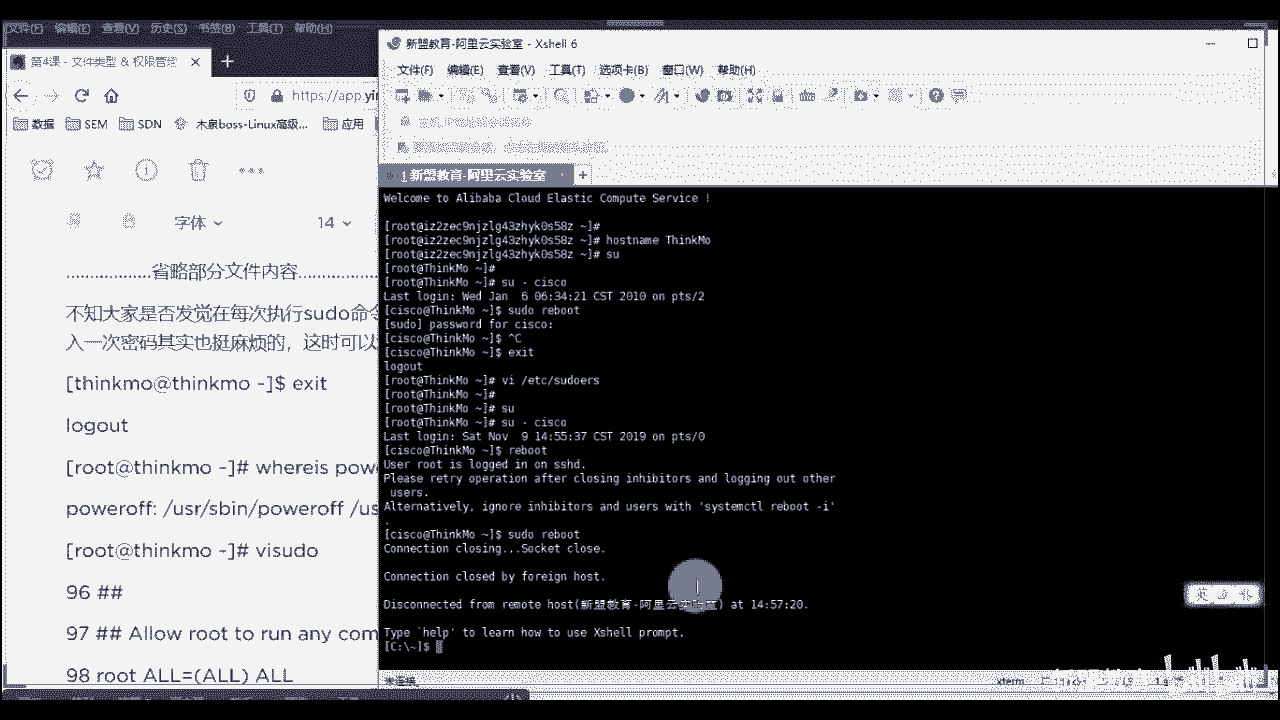 文件(F) 编辑(E) 查看(V) 历史(S) 书签(B) 工具(T) 帮助(H)
第4课 - 文件类型 & 权限管理
https://app.yin
数据 SEM SDN 木泉boss-Linux高级... 应用
字体 14
.................省略部分文件内容.................
不知大家是否发觉在每次执行sudo命令
入一次密码其实也挺麻烦的，这时可以
[thinkmo@thinkmo ~]$ exit
logout
[root@thinkmo ~]# whereis pow
poweroff: /usr/sbin/poweroff /us
[root@thinkmo ~]# visudo
96 ##
97 ## Allow root to run any com
98 root ALL=(ALL) ALL
新盟教育-阿里云实验室 - Xshell 6
文件(F) 编辑(E) 查看(V) 工具(T) 选项卡(B) 窗口(W) 帮助(H)
1 新盟教育-阿里云实验室
Welcome to Alibaba Cloud Elastic Compute Service !
[root@iz2zec9njzlg43zhyk0s58z ~]#
[root@iz2zec9njzlg43zhyk0s58z ~]# hostname ThinkMo
[root@iz2zec9njzlg43zhyk0s58z ~]# su
[root@ThinkMo ~]#
[root@ThinkMo ~]# su - cisco
Last login: Wed Jan  6 06:34:21 CST 2010 on pts/2
[cisco@ThinkMo ~]$ sudo reboot
[sudo] password for cisco:
[cisco@ThinkMo ~]$ ^C
[cisco@ThinkMo ~]$ exit
logout
[root@ThinkMo ~]# vi /etc/sudoers
[root@ThinkMo ~]#
[root@ThinkMo ~]# su
[root@ThinkMo ~]# su - cisco
Last login: Sat Nov  9 14:55:37 CST 2019 on pts/0
[cisco@ThinkMo ~]$ reboot
User root is logged in on sshd.
Please retry operation after closing inhibitors and logging out other
users.
Alternatively, ignore inhibitors and users with 'systemctl reboot -i'
.
[cisco@ThinkMo ~]$ sudo reboot
Connection closing...Socket close.
Connection closed by foreign host.
Disconnected from remote host(新盟教育-阿里云实验室) at 14:57:20.
Type `help' to learn how to use Xshell prompt.
[C:\~]$
英
xterm